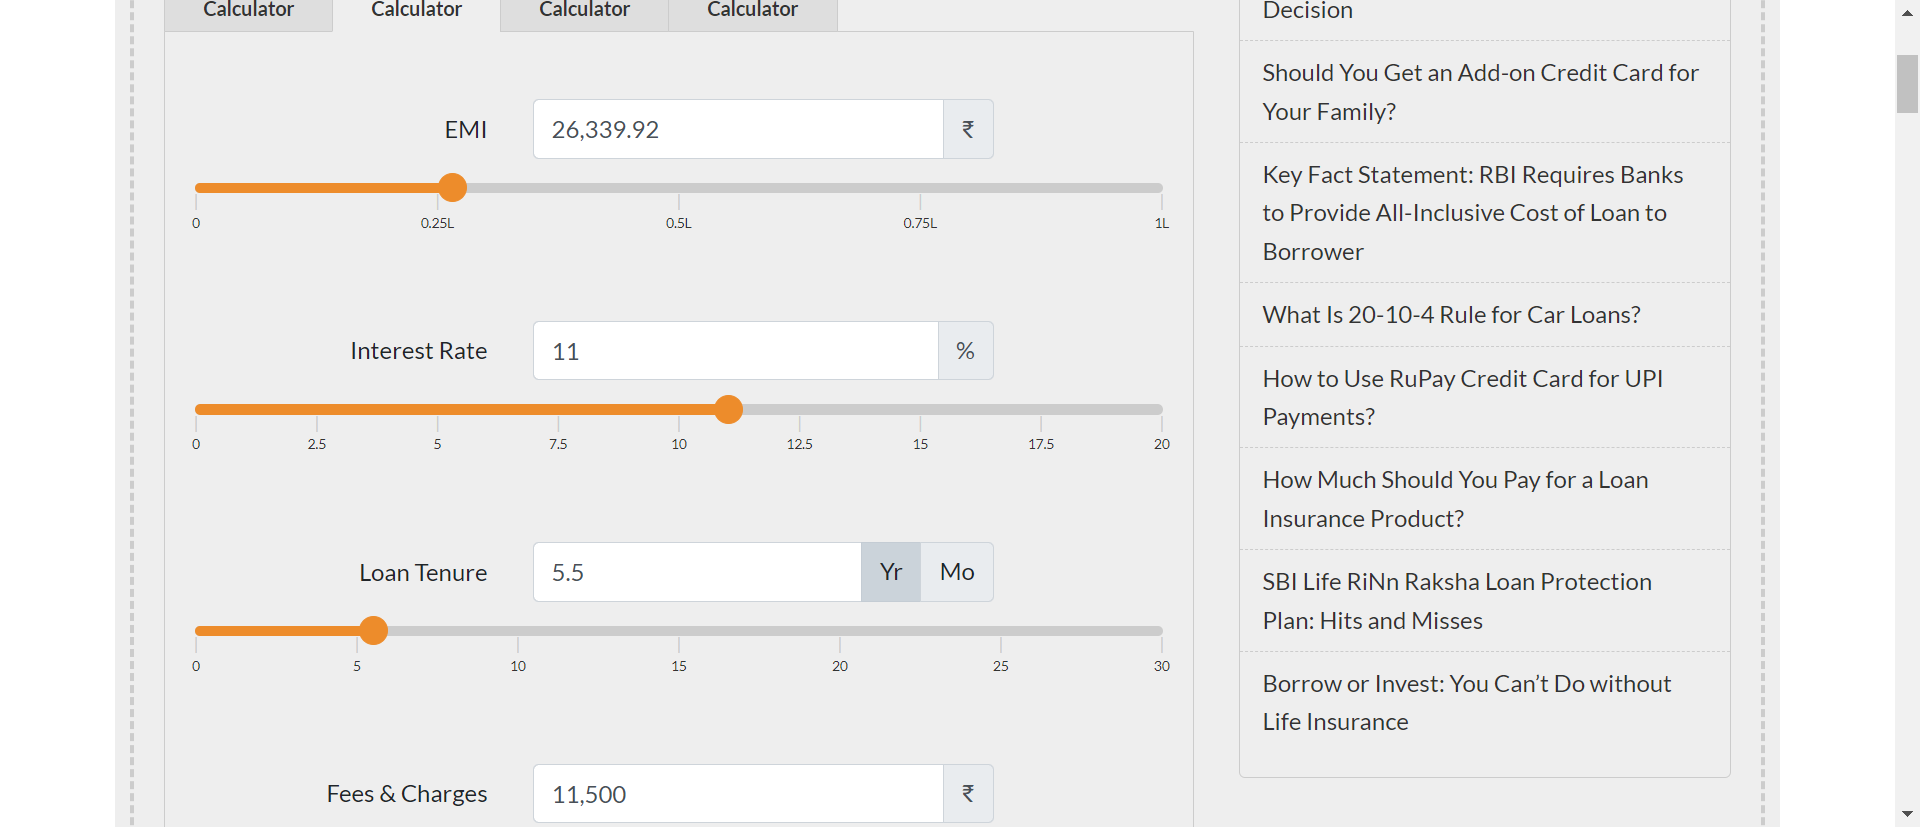 Calculator
Calculator
Calculator
Calculator
EMI
26,339.92
₹
0
0.25L
0.5L
0.75L
1L
Interest Rate
11
%
0
2.5
5
7.5
10
12.5
15
17.5
20
Loan Tenure
5.5
Yr
Mo
0
5
10
15
20
25
30
Fees & Charges
11,500
₹
Decision
Should You Get an Add-on Credit Card for
Your Family?
Key Fact Statement: RBI Requires Banks
to Provide All-Inclusive Cost of Loan to
Borrower
What Is 20-10-4 Rule for Car Loans?
How to Use RuPay Credit Card for UPI
Payments?
How Much Should You Pay for a Loan
Insurance Product?
SBI Life RiNn Raksha Loan Protection
Plan: Hits and Misses
Borrow or Invest: You Can’t Do without
Life Insurance